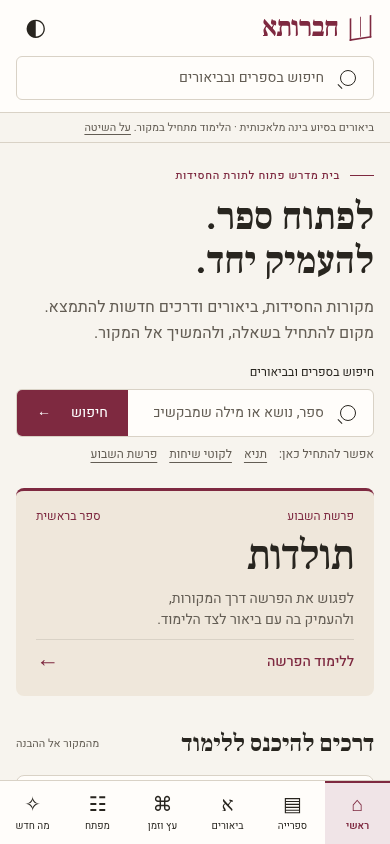 חברותא
חיפוש בספרים ובביאורים
ביאורים בסיוע בינה מלאכותית · הלימוד מתחיל במקור. על השיטה
בית מדרש פתוח לתורת החסידות
לפתוח ספר.
להעמיק יחד.
מקורות החסידות, ביאורים ודרכים חדשות להתמצא.
מקום להתחיל בשאלה, ולהמשיך אל המקור.
חיפוש בספרים ובביאורים
ספר, נושא או מילה שמבקשיכ
חיפוש ←
אפשר להתחיל כאן: תניא לקוטי שיחות פרשת השבוע
פרשת השבוע ספר בראשית
תולדות
לפגוש את הפרשה דרך המקורות,
ולהעמיק בה עם ביאור לצד הלימוד.
ללימוד הפרשה ←
דרכים להיכנס ללימוד מהמקור אל ההבנה
ראשי ספרייה ביאורים עץ וזמן מפתח מה חדש